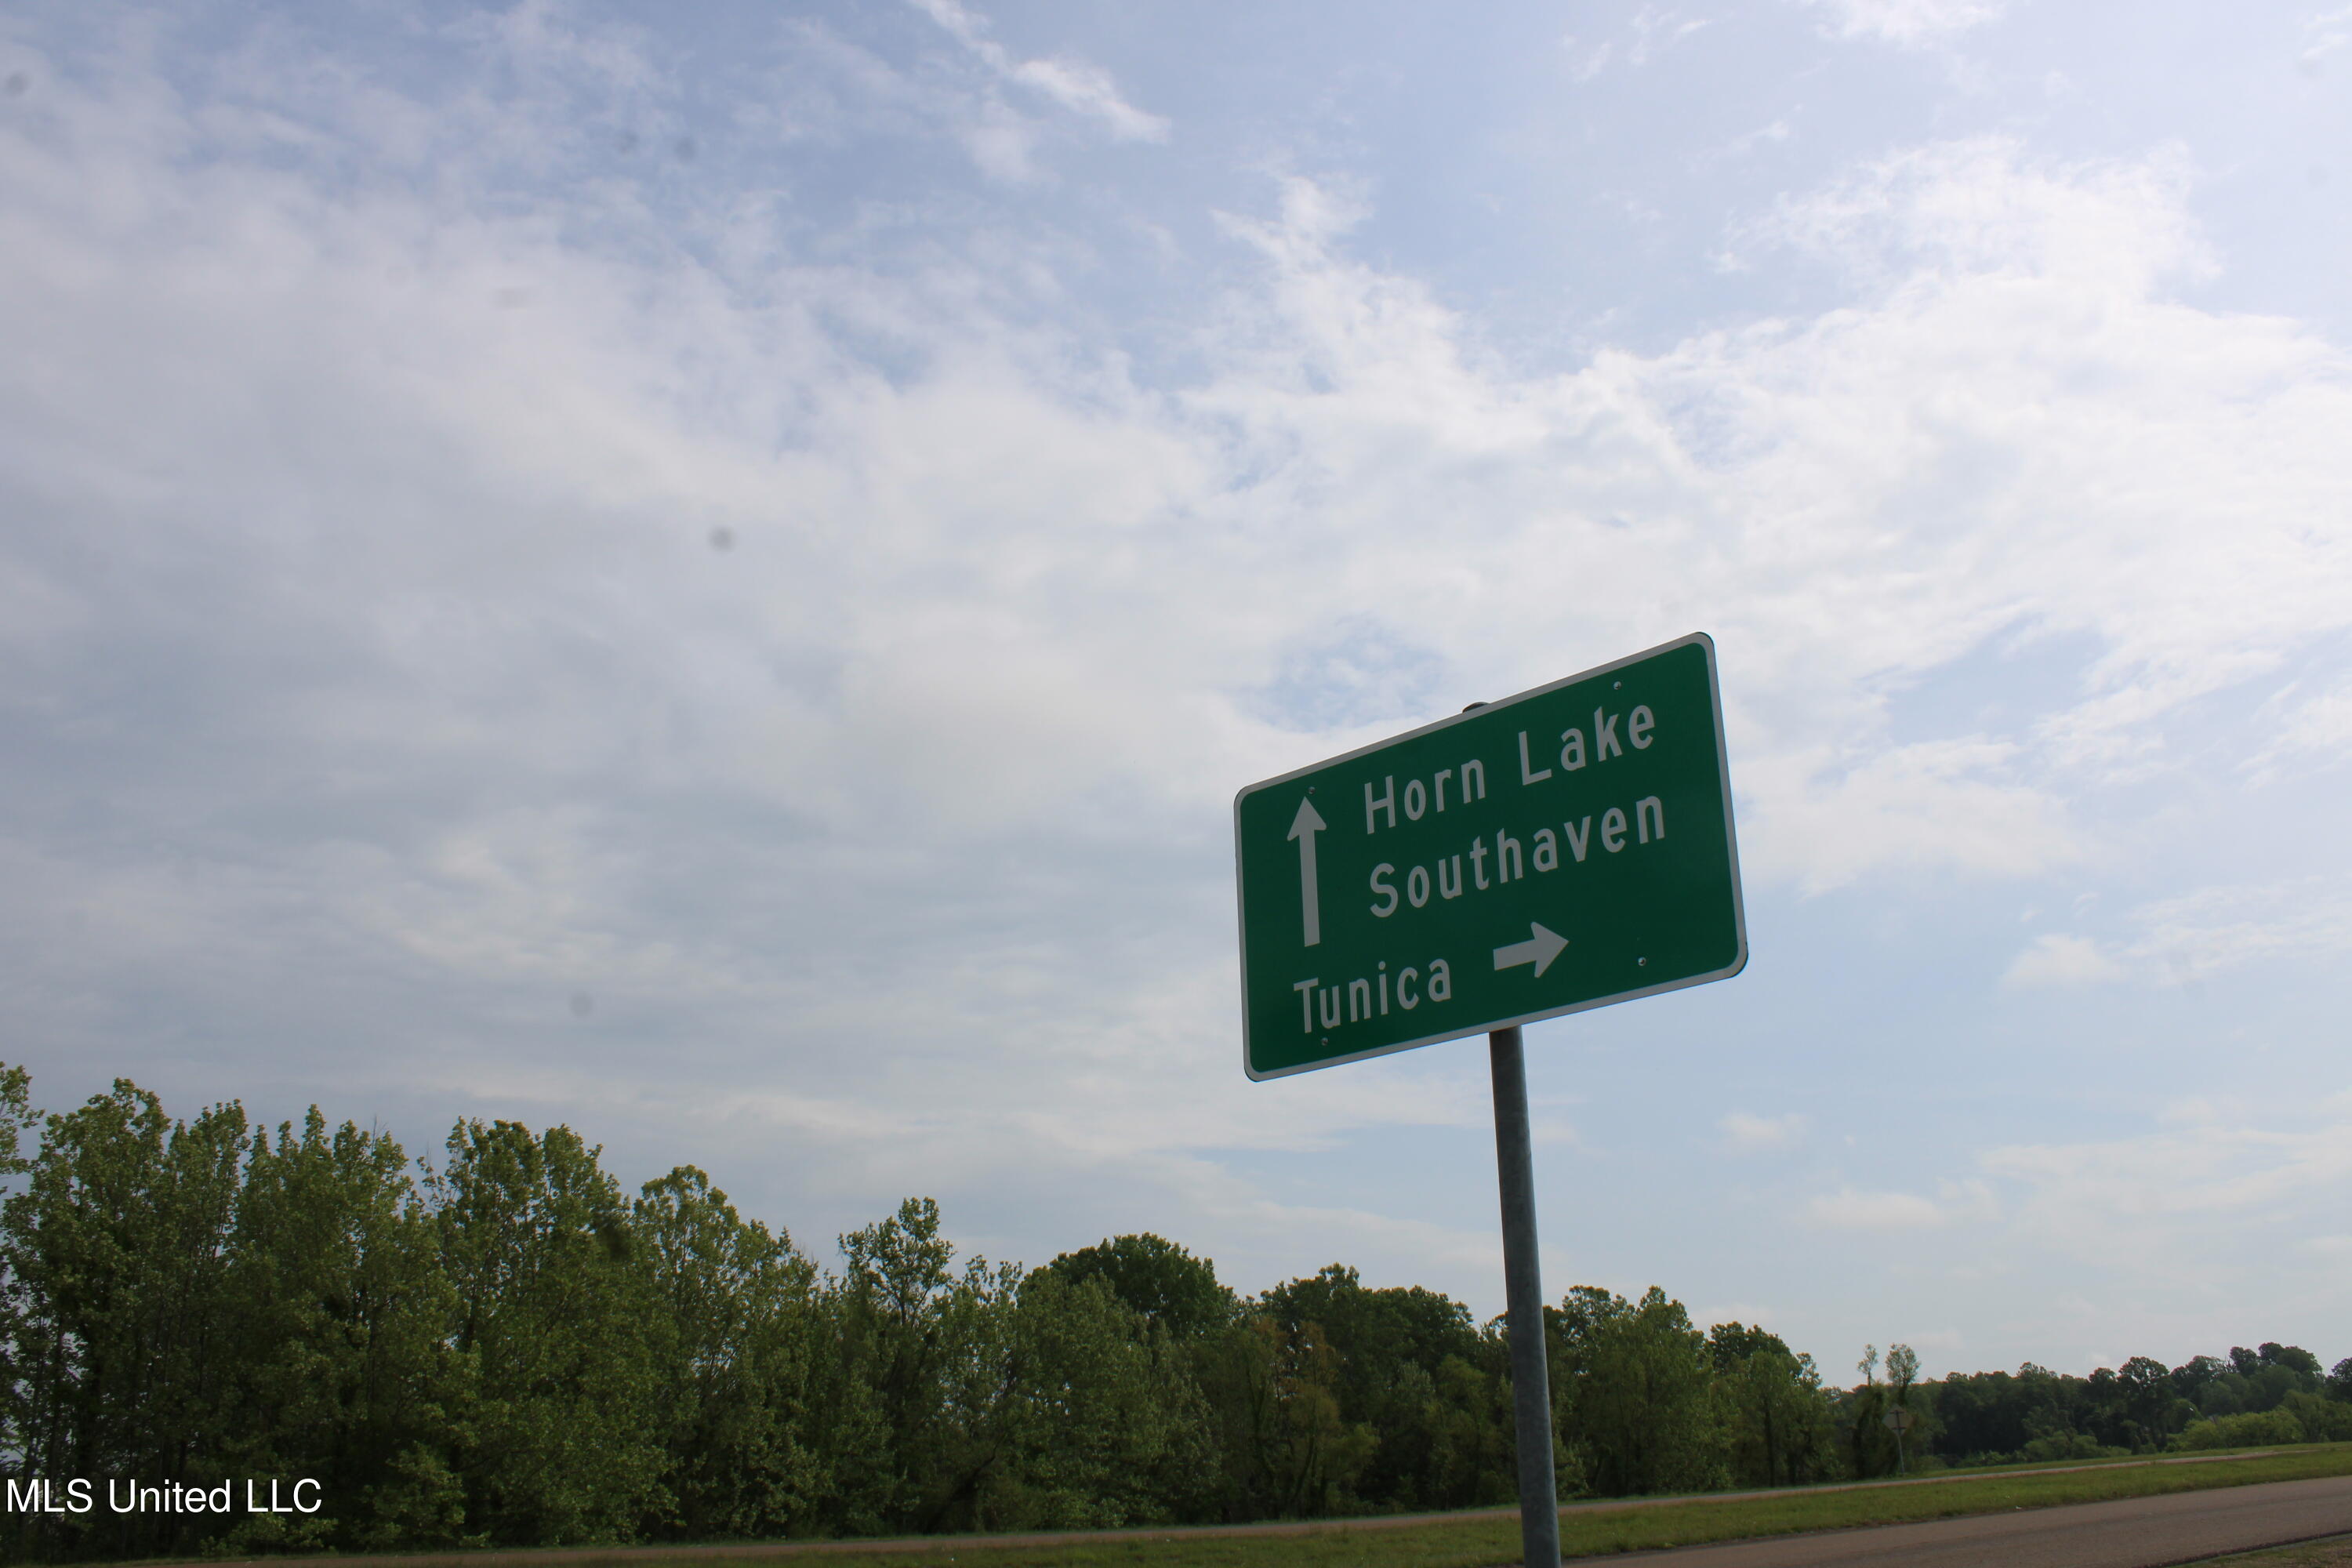 Horn Lake
Southaven
Tunica
MLS United LLC